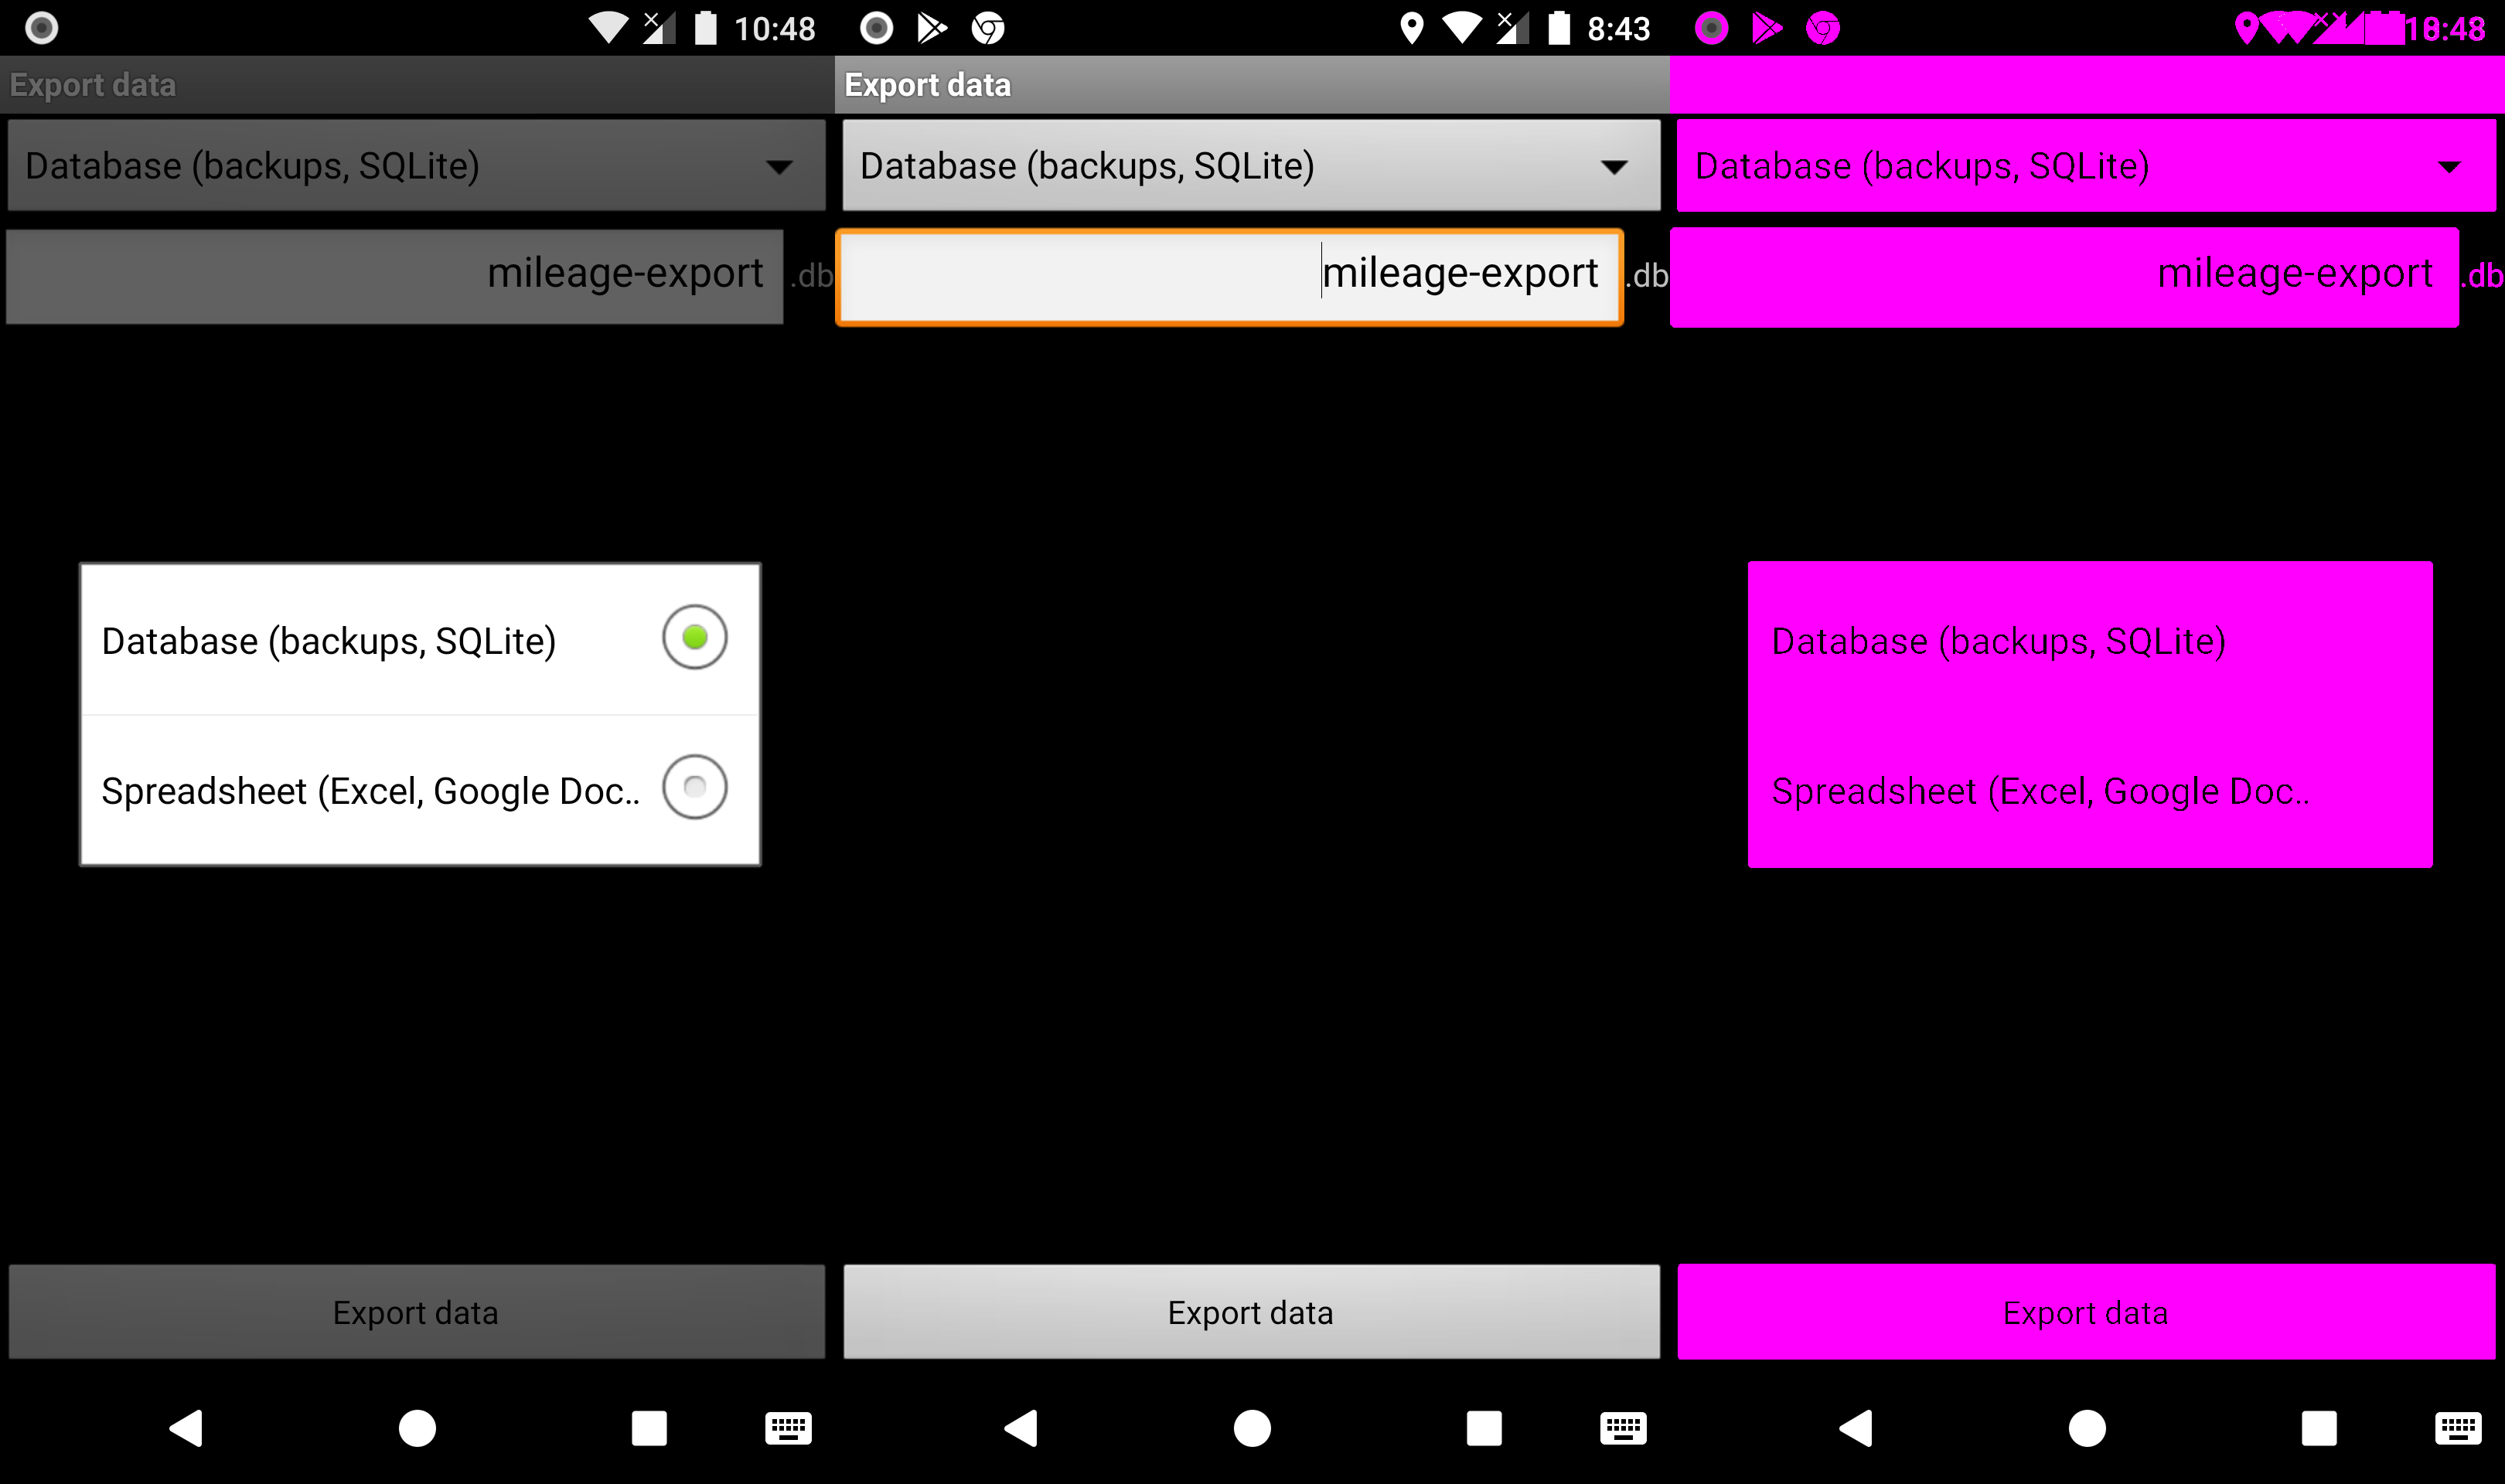 10:48
Export data
Database (backups, SQLite)
mileage-export .db
Database (backups, SQLite)
Spreadsheet (Excel, Google Doc..
Export data
8:43
Export data
Database (backups, SQLite)
mileage-export .db
Export data
Database (backups, SQLite)
mileage-export .db
Database (backups, SQLite)
Spreadsheet (Excel, Google Doc..
Export data